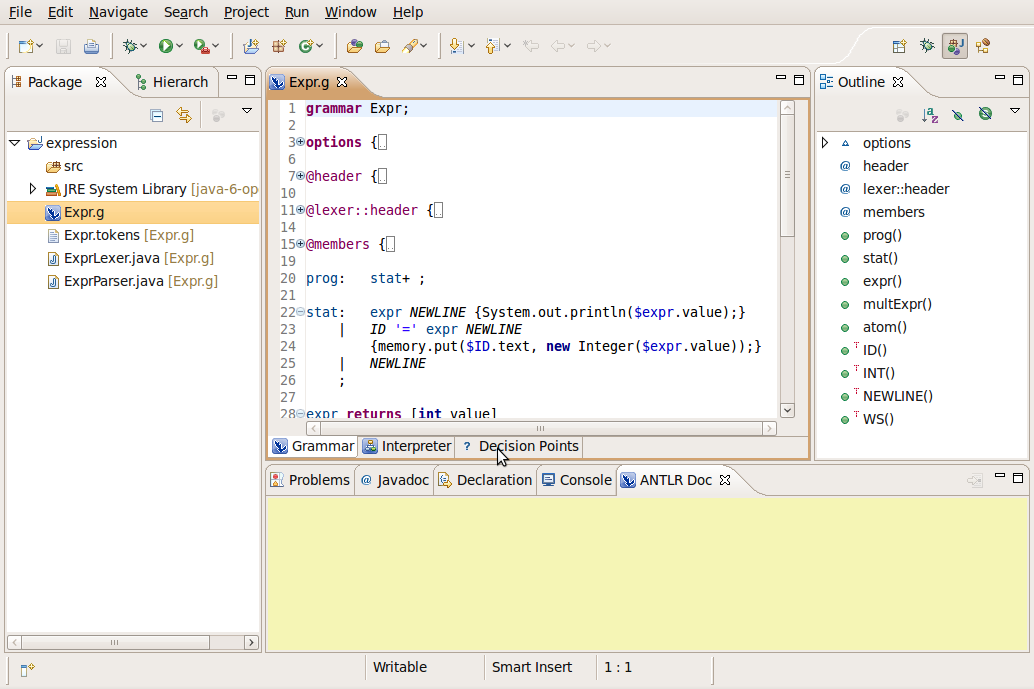 File Edit Navigate Search Project Run Window Help
Package Hierarch
expression
src
JRE System Library [java-6-op
Expr.g
Expr.tokens [Expr.g]
ExprLexer.java [Expr.g]
ExprParser.java [Expr.g]
Expr.g
1 grammar Expr;
2
3 options {..
6
7 @header {..
10
11 @lexer::header {..
14
15 @members {..
19
20 prog: stat+ ;
21
22 stat: expr NEWLINE {System.out.println($expr.value);}
23 | ID '=' expr NEWLINE
24 {memory.put($ID.text, new Integer($expr.value));}
25 | NEWLINE
26 ;
27
28 expr returns [int value]
Grammar Interpreter ? Decision Points
Outline
options
@ header
@ lexer::header
@ members
prog()
stat()
expr()
multExpr()
atom()
T ID()
T INT()
T NEWLINE()
T WS()
Problems @ Javadoc Declaration Console ANTLR Doc
Writable Smart Insert 1 : 1